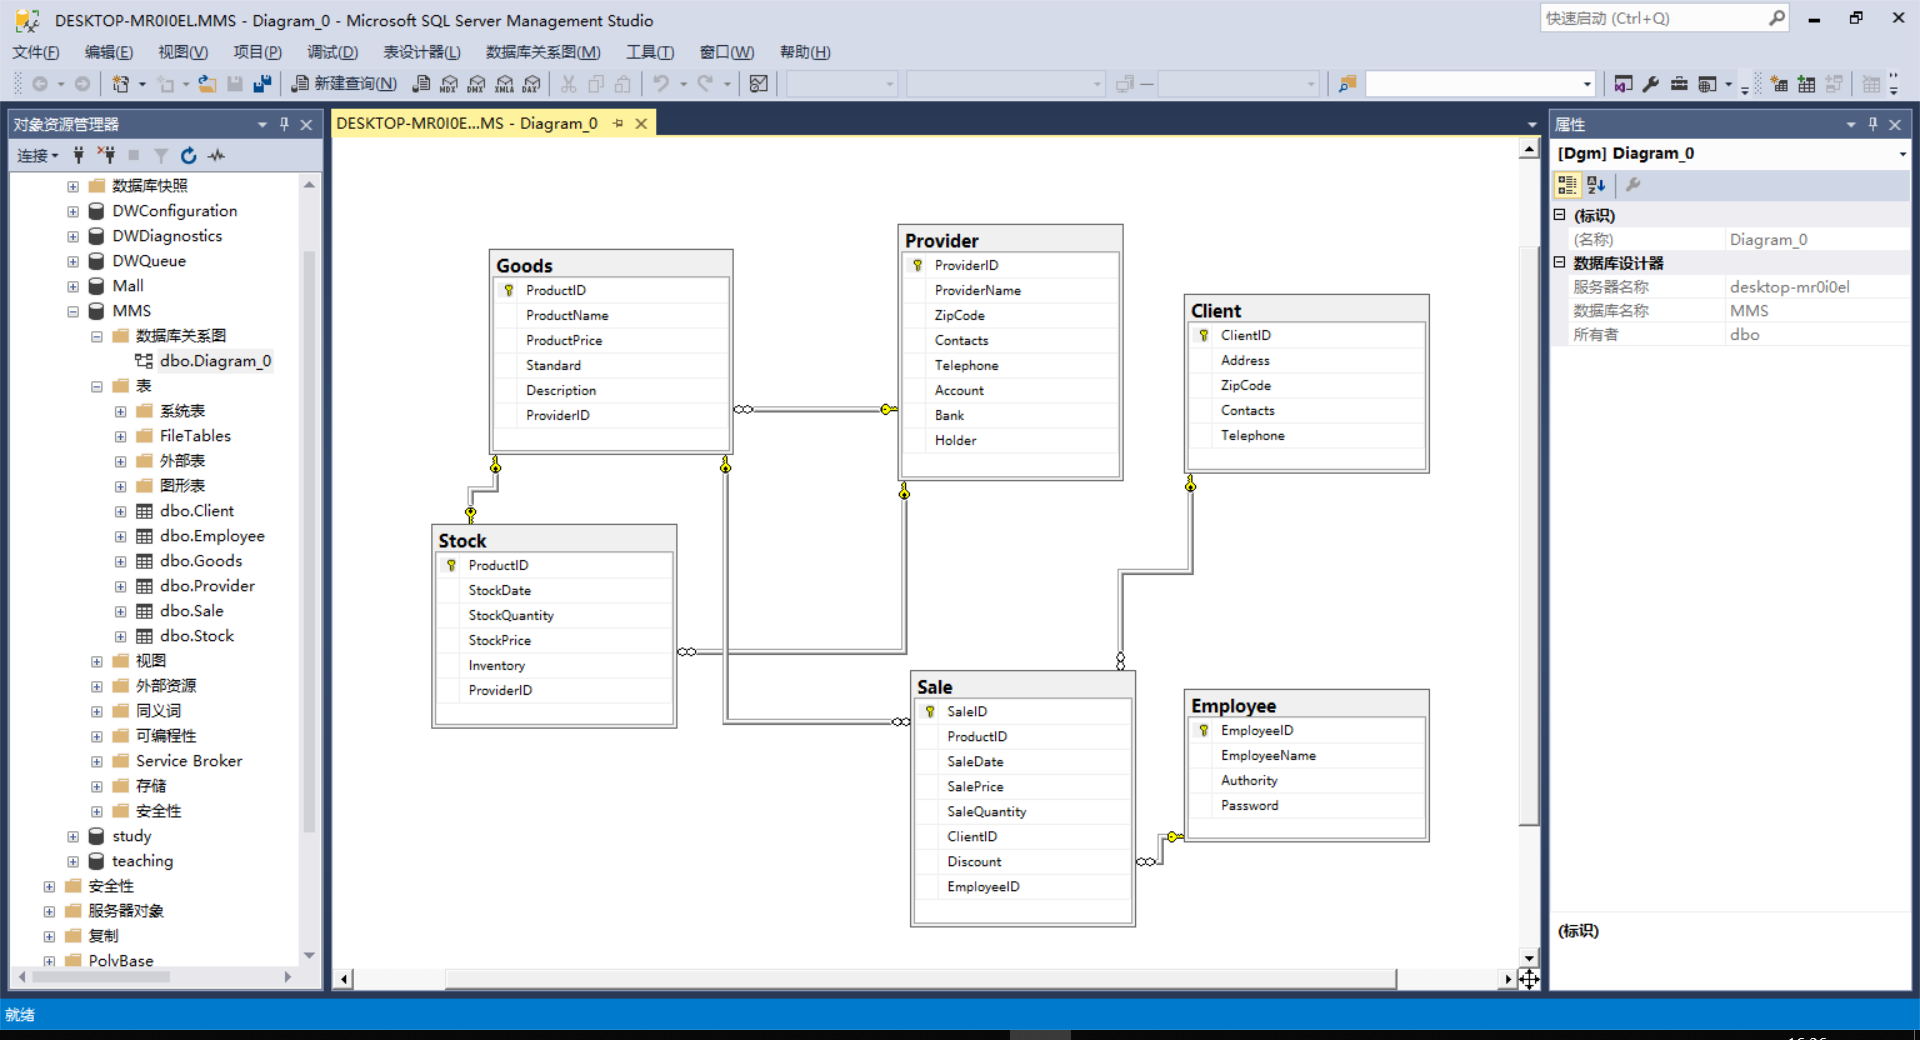 DESKTOP-MR0I0EL.MMS - Diagram_0 - Microsoft SQL Server Management Studio
快速启动 (Ctrl+Q)
文件(F) 编辑(E) 视图(V) 项目(P) 调试(D) 表设计器(L) 数据库关系图(M) 工具(T) 窗口(W) 帮助(H)
新建查询(N) MDX DMX XMLA DAX
对象资源管理器
连接
数据库快照
DWConfiguration
DWDiagnostics
DWQueue
Mall
MMS
数据库关系图
dbo.Diagram_0
表
系统表
FileTables
外部表
图形表
dbo.Client
dbo.Employee
dbo.Goods
dbo.Provider
dbo.Sale
dbo.Stock
视图
外部资源
同义词
可编程性
Service Broker
存储
安全性
study
teaching
安全性
服务器对象
复制
PolyBase
DESKTOP-MR0I0E...MS - Diagram_0
Goods
ProductID
ProductName
ProductPrice
Standard
Description
ProviderID
Provider
ProviderID
ProviderName
ZipCode
Contacts
Telephone
Account
Bank
Holder
Client
ClientID
Address
ZipCode
Contacts
Telephone
Stock
ProductID
StockDate
StockQuantity
StockPrice
Inventory
ProviderID
Sale
SaleID
ProductID
SaleDate
SalePrice
SaleQuantity
ClientID
Discount
EmployeeID
Employee
EmployeeID
EmployeeName
Authority
Password
属性
[Dgm] Diagram_0
(标识)
(名称) Diagram_0
数据库设计器
服务器名称 desktop-mr0i0el
数据库名称 MMS
所有者 dbo
(标识)
就绪